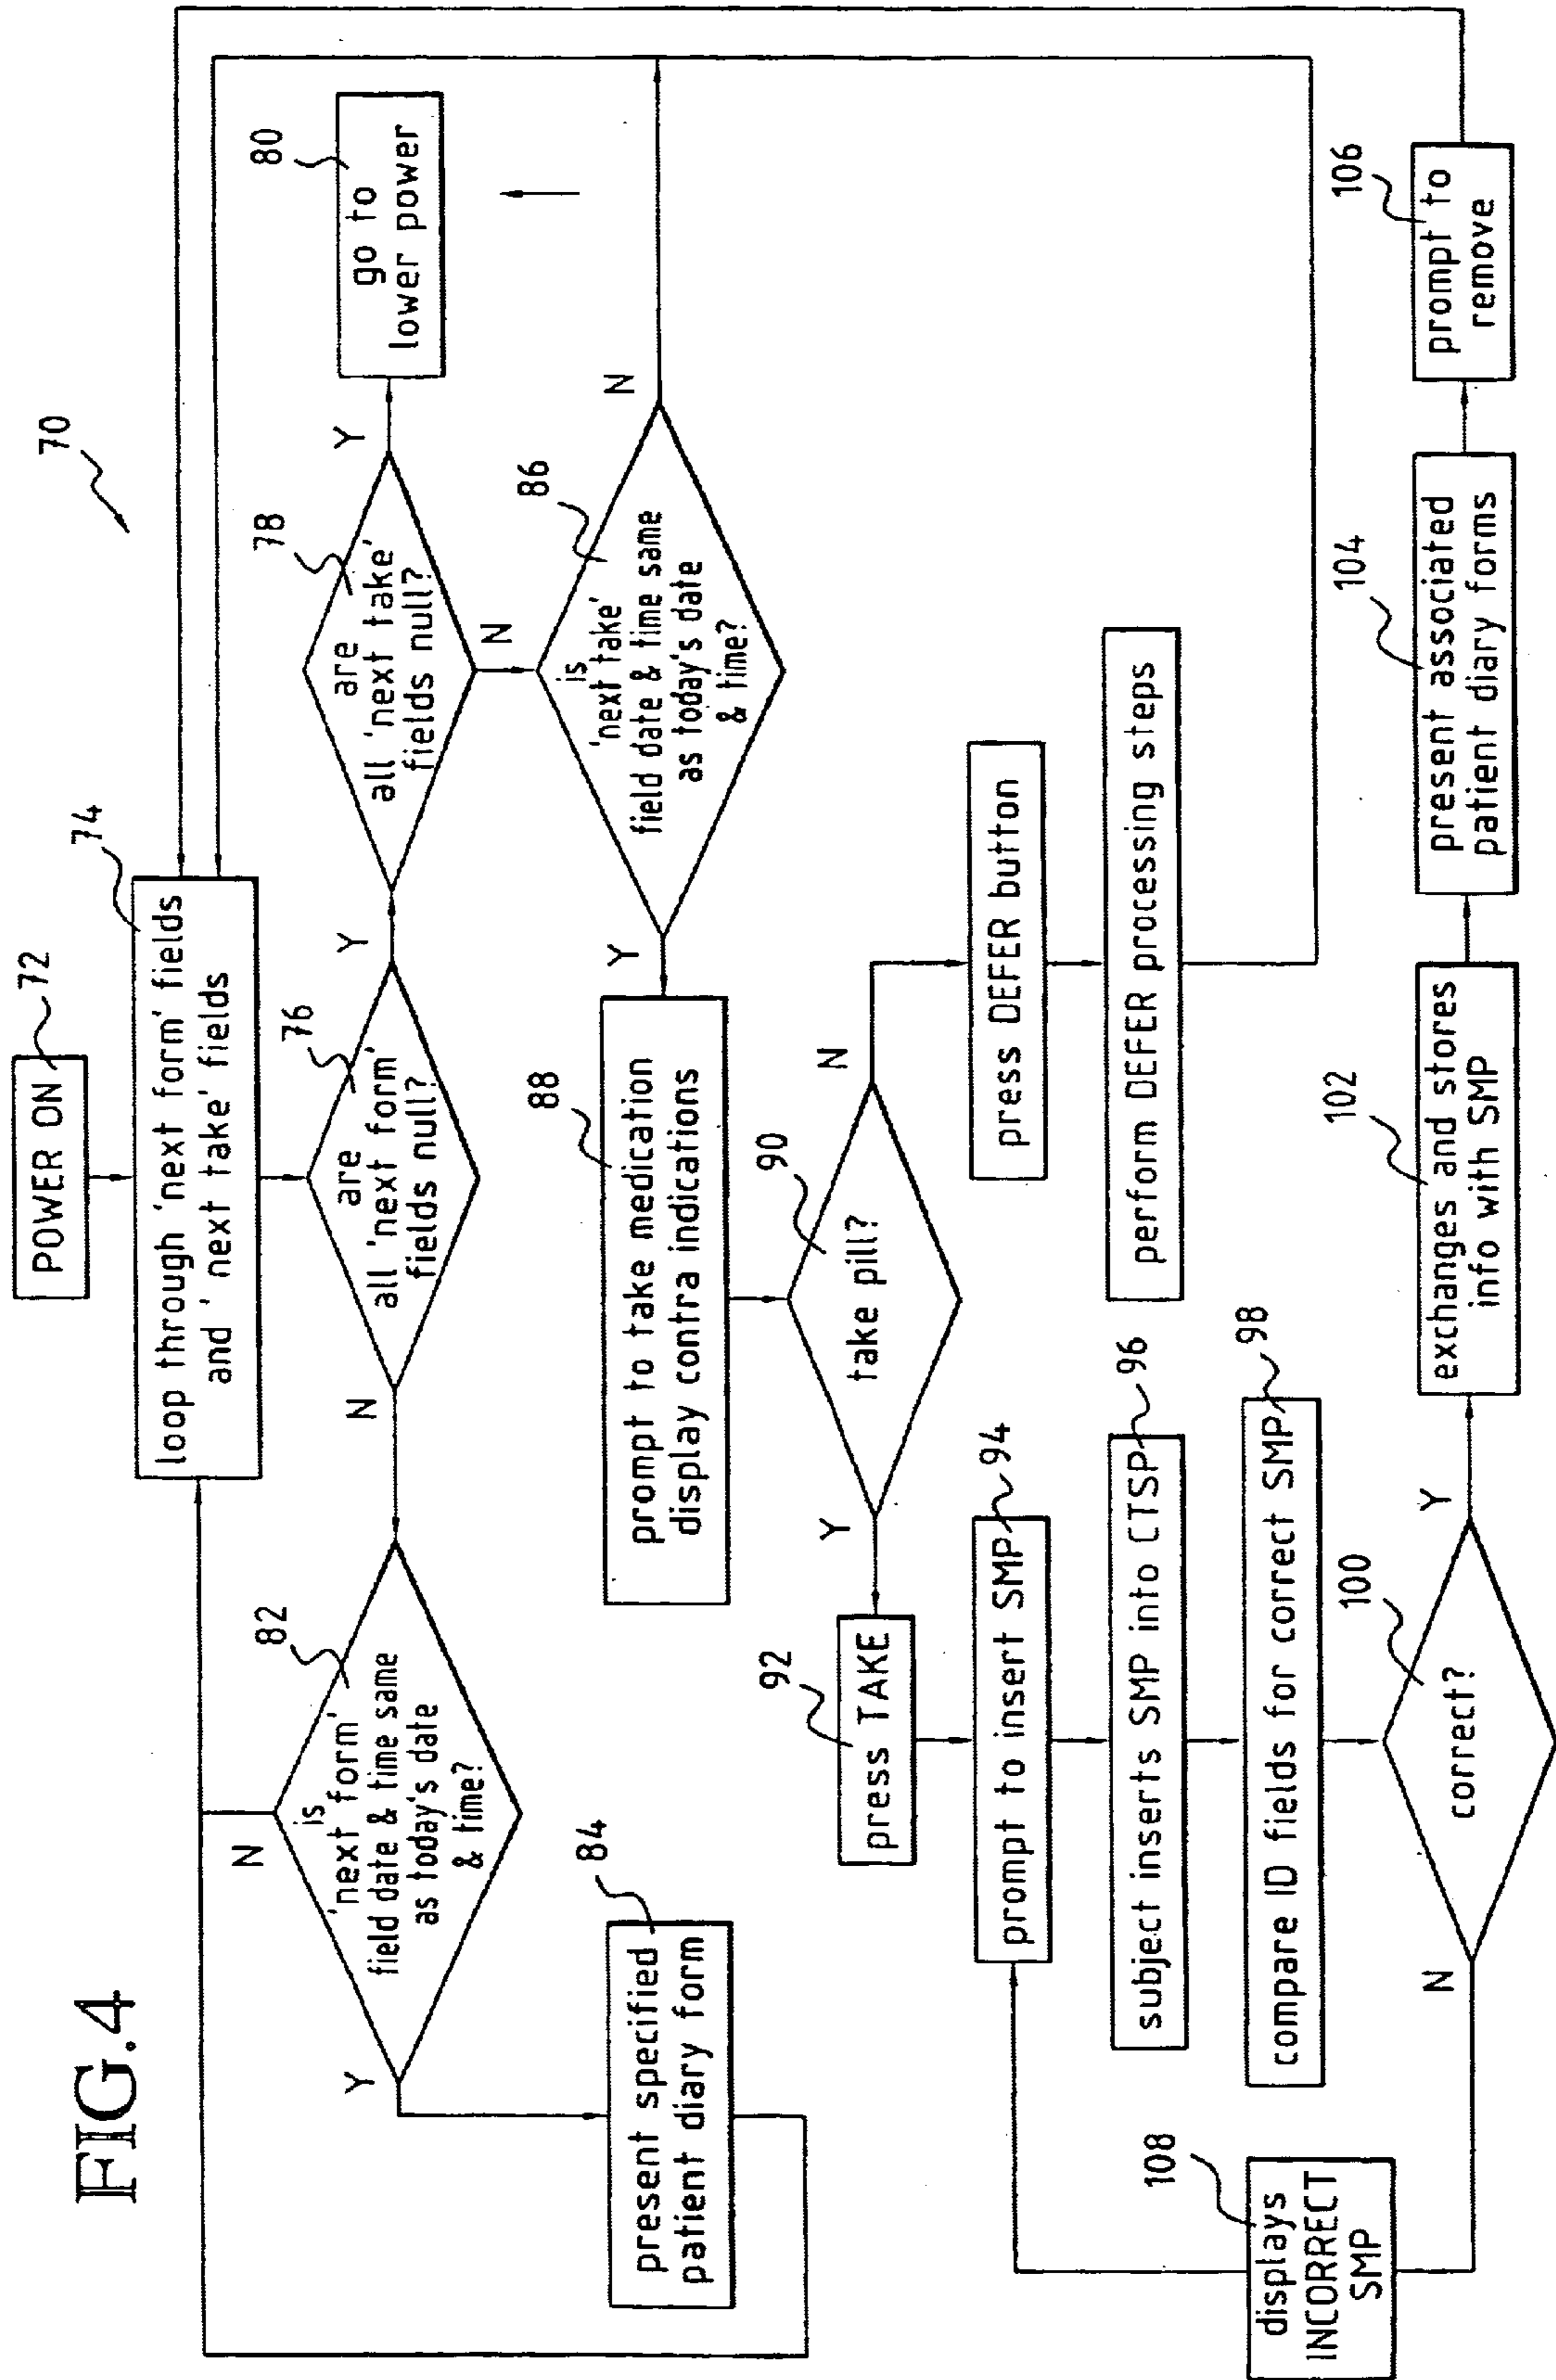 FIG.4
70
POWER ON
72
loop through 'next form' fields
and 'next take' fields
74
are
all 'next form'
fields null?
76
Y
N
are
all 'next take'
fields null?
78
Y
N
go to
lower power
80
is
'next form'
field date & time same
as today's date
& time?
82
N
Y
present specified
patient diary form
84
is
'next take'
field date & time same
as today's date
& time?
86
N
Y
prompt to take medication
display contra indications
88
take pill?
90
Y
N
press DEFER button
perform DEFER processing steps
press TAKE
92
prompt to insert SMP
94
subject inserts SMP into CTSP
96
compare ID fields for correct SMP
98
correct?
100
N
Y
displays
INCORRECT
SMP
108
exchanges and stores
info with SMP
102
present associated
patient diary forms
104
prompt to
remove
106